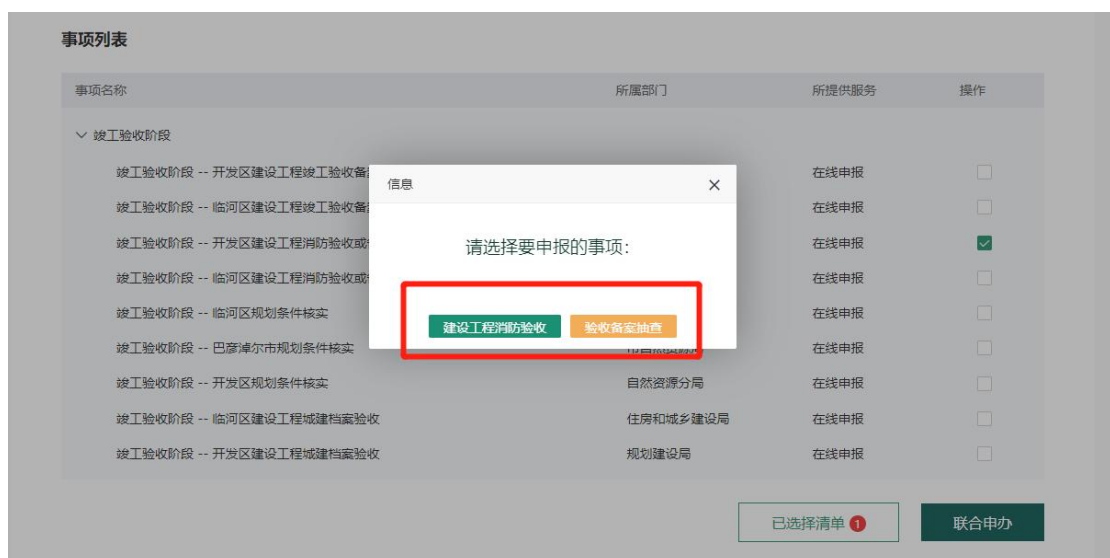 事项列表
事项名称 所属部门 所提供服务 操作
竣工验收阶段
竣工验收阶段 -- 开发区建设工程竣工验收备 在线申报
竣工验收阶段 -- 临河区建设工程竣工验收备 在线申报
竣工验收阶段 -- 开发区建设工程消防验收或 在线申报
竣工验收阶段 -- 临河区建设工程消防验收或 在线申报
竣工验收阶段 -- 临河区规划条件核实 在线申报
竣工验收阶段 -- 巴彦淖尔市规划条件核实 在线申报
竣工验收阶段 -- 开发区规划条件核实 自然资源分局 在线申报
竣工验收阶段 -- 临河区建设工程城建档案验收 住房和城乡建设局 在线申报
竣工验收阶段 -- 开发区建设工程城建档案验收 规划建设局 在线申报
信息
请选择要申报的事项：
建设工程消防验收 验收备案抽查
已选择清单 1 联合申办